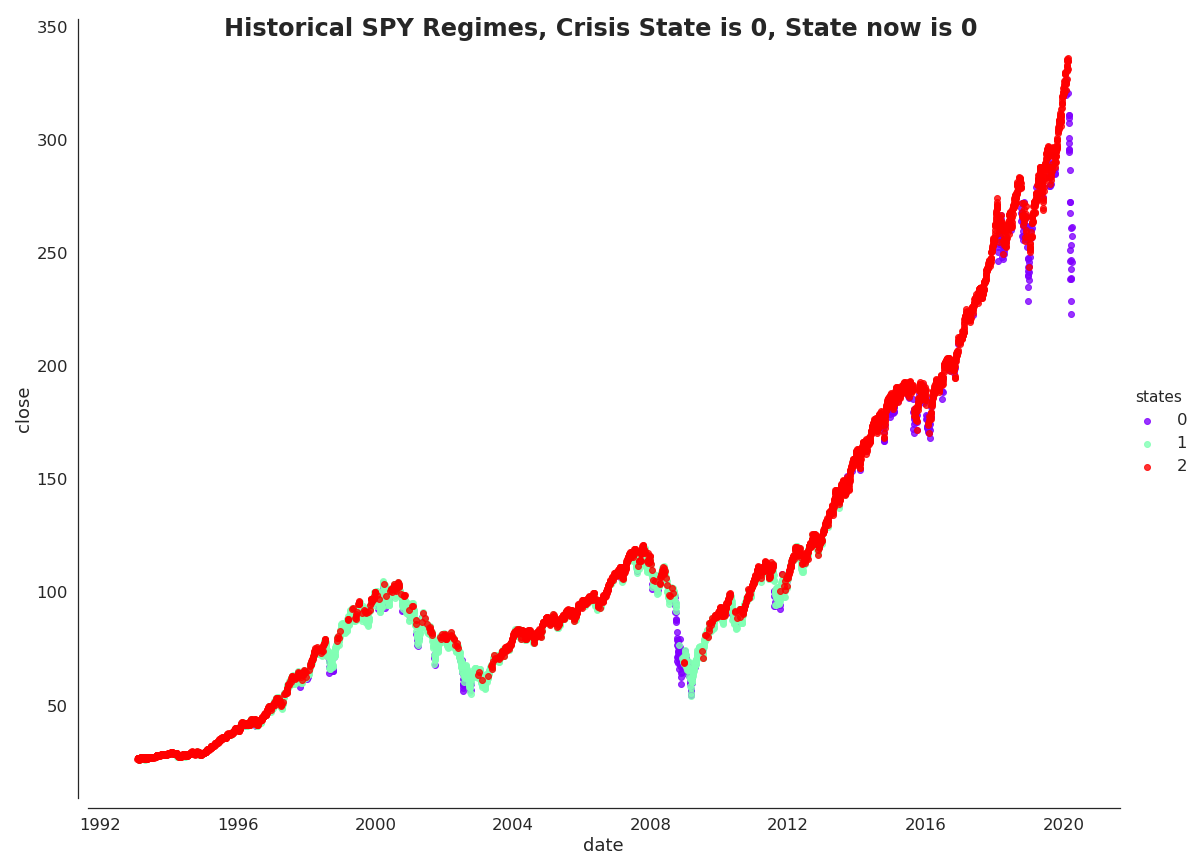 Historical SPY Regimes, Crisis State is 0, State now is 0
350
300
250
200
150
100
50
close
1992 1996 2000 2004 2008 2012 2016 2020
date
states
0
1
2